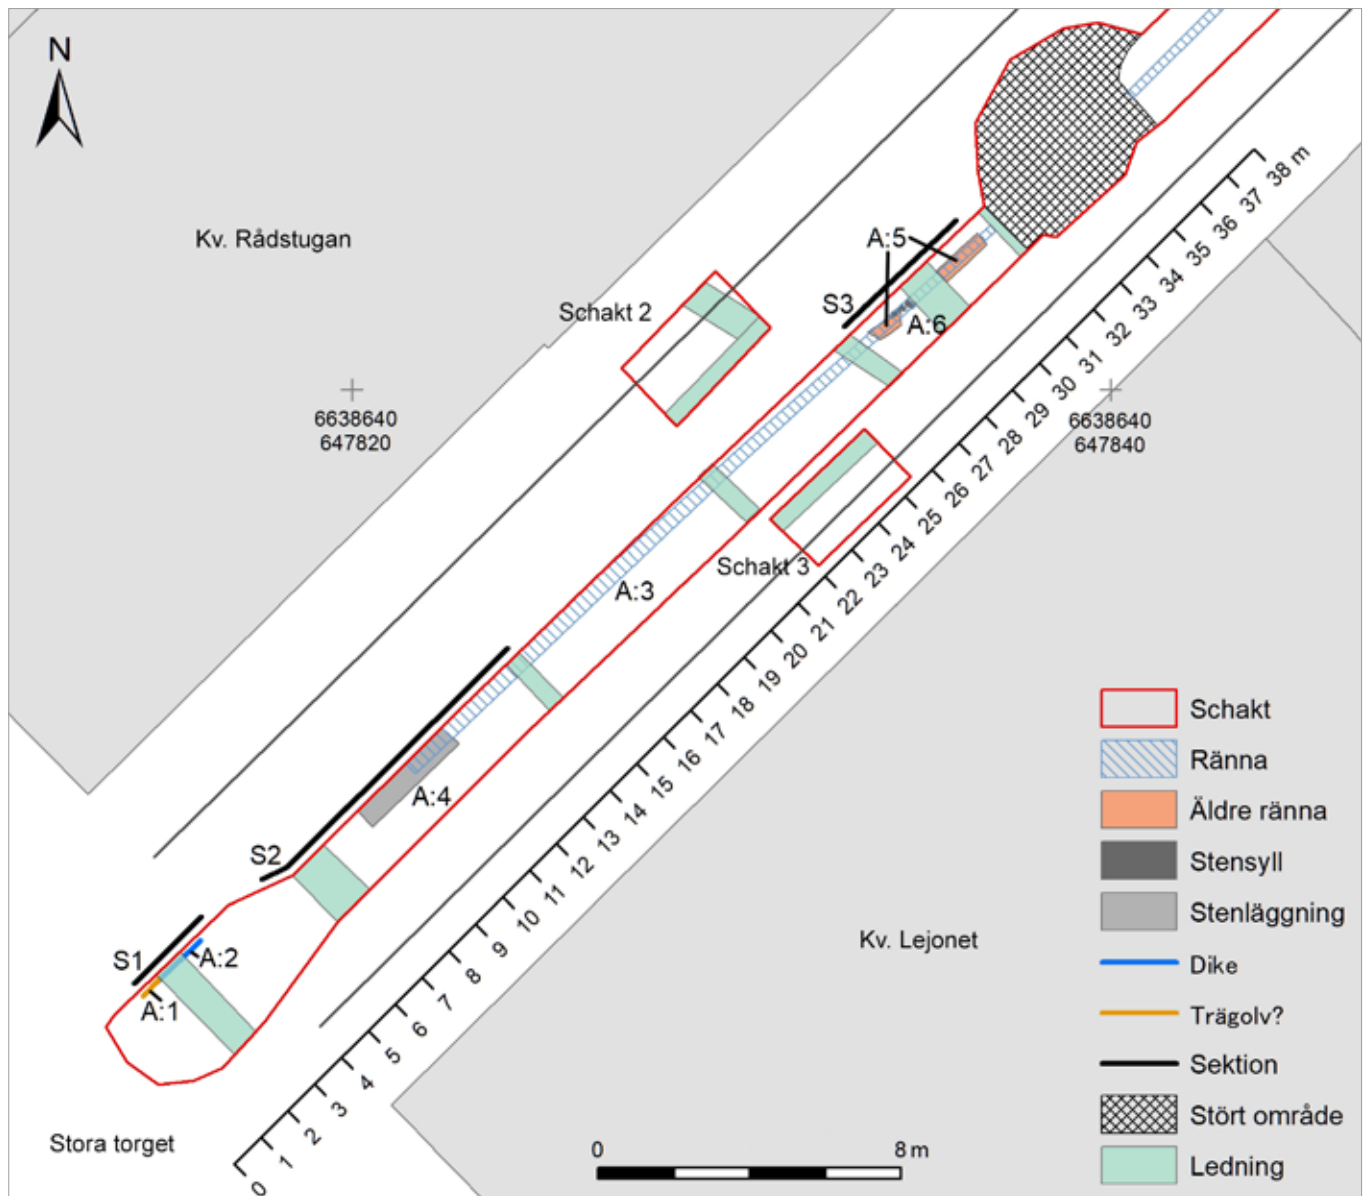 N
Kv. Rådstugan
Schakt 2
A:5
S3
A:6
6638640
647820
6638640
647840
Schakt 3
A:3
A:4
S2
S1
A:2
A:1
Stora torget
Kv. Lejonet
0
1
2
3
4
5
6
7
8
9
10
11
12
13
14
15
16
17
18
19
20
21
22
23
24
25
26
27
28
29
30
31
32
33
34
35
36
37
38 m
0 8 m
Schakt
Ränna
Äldre ränna
Stensyll
Stenläggning
Dike
Trägolv?
Sektion
Stört område
Ledning